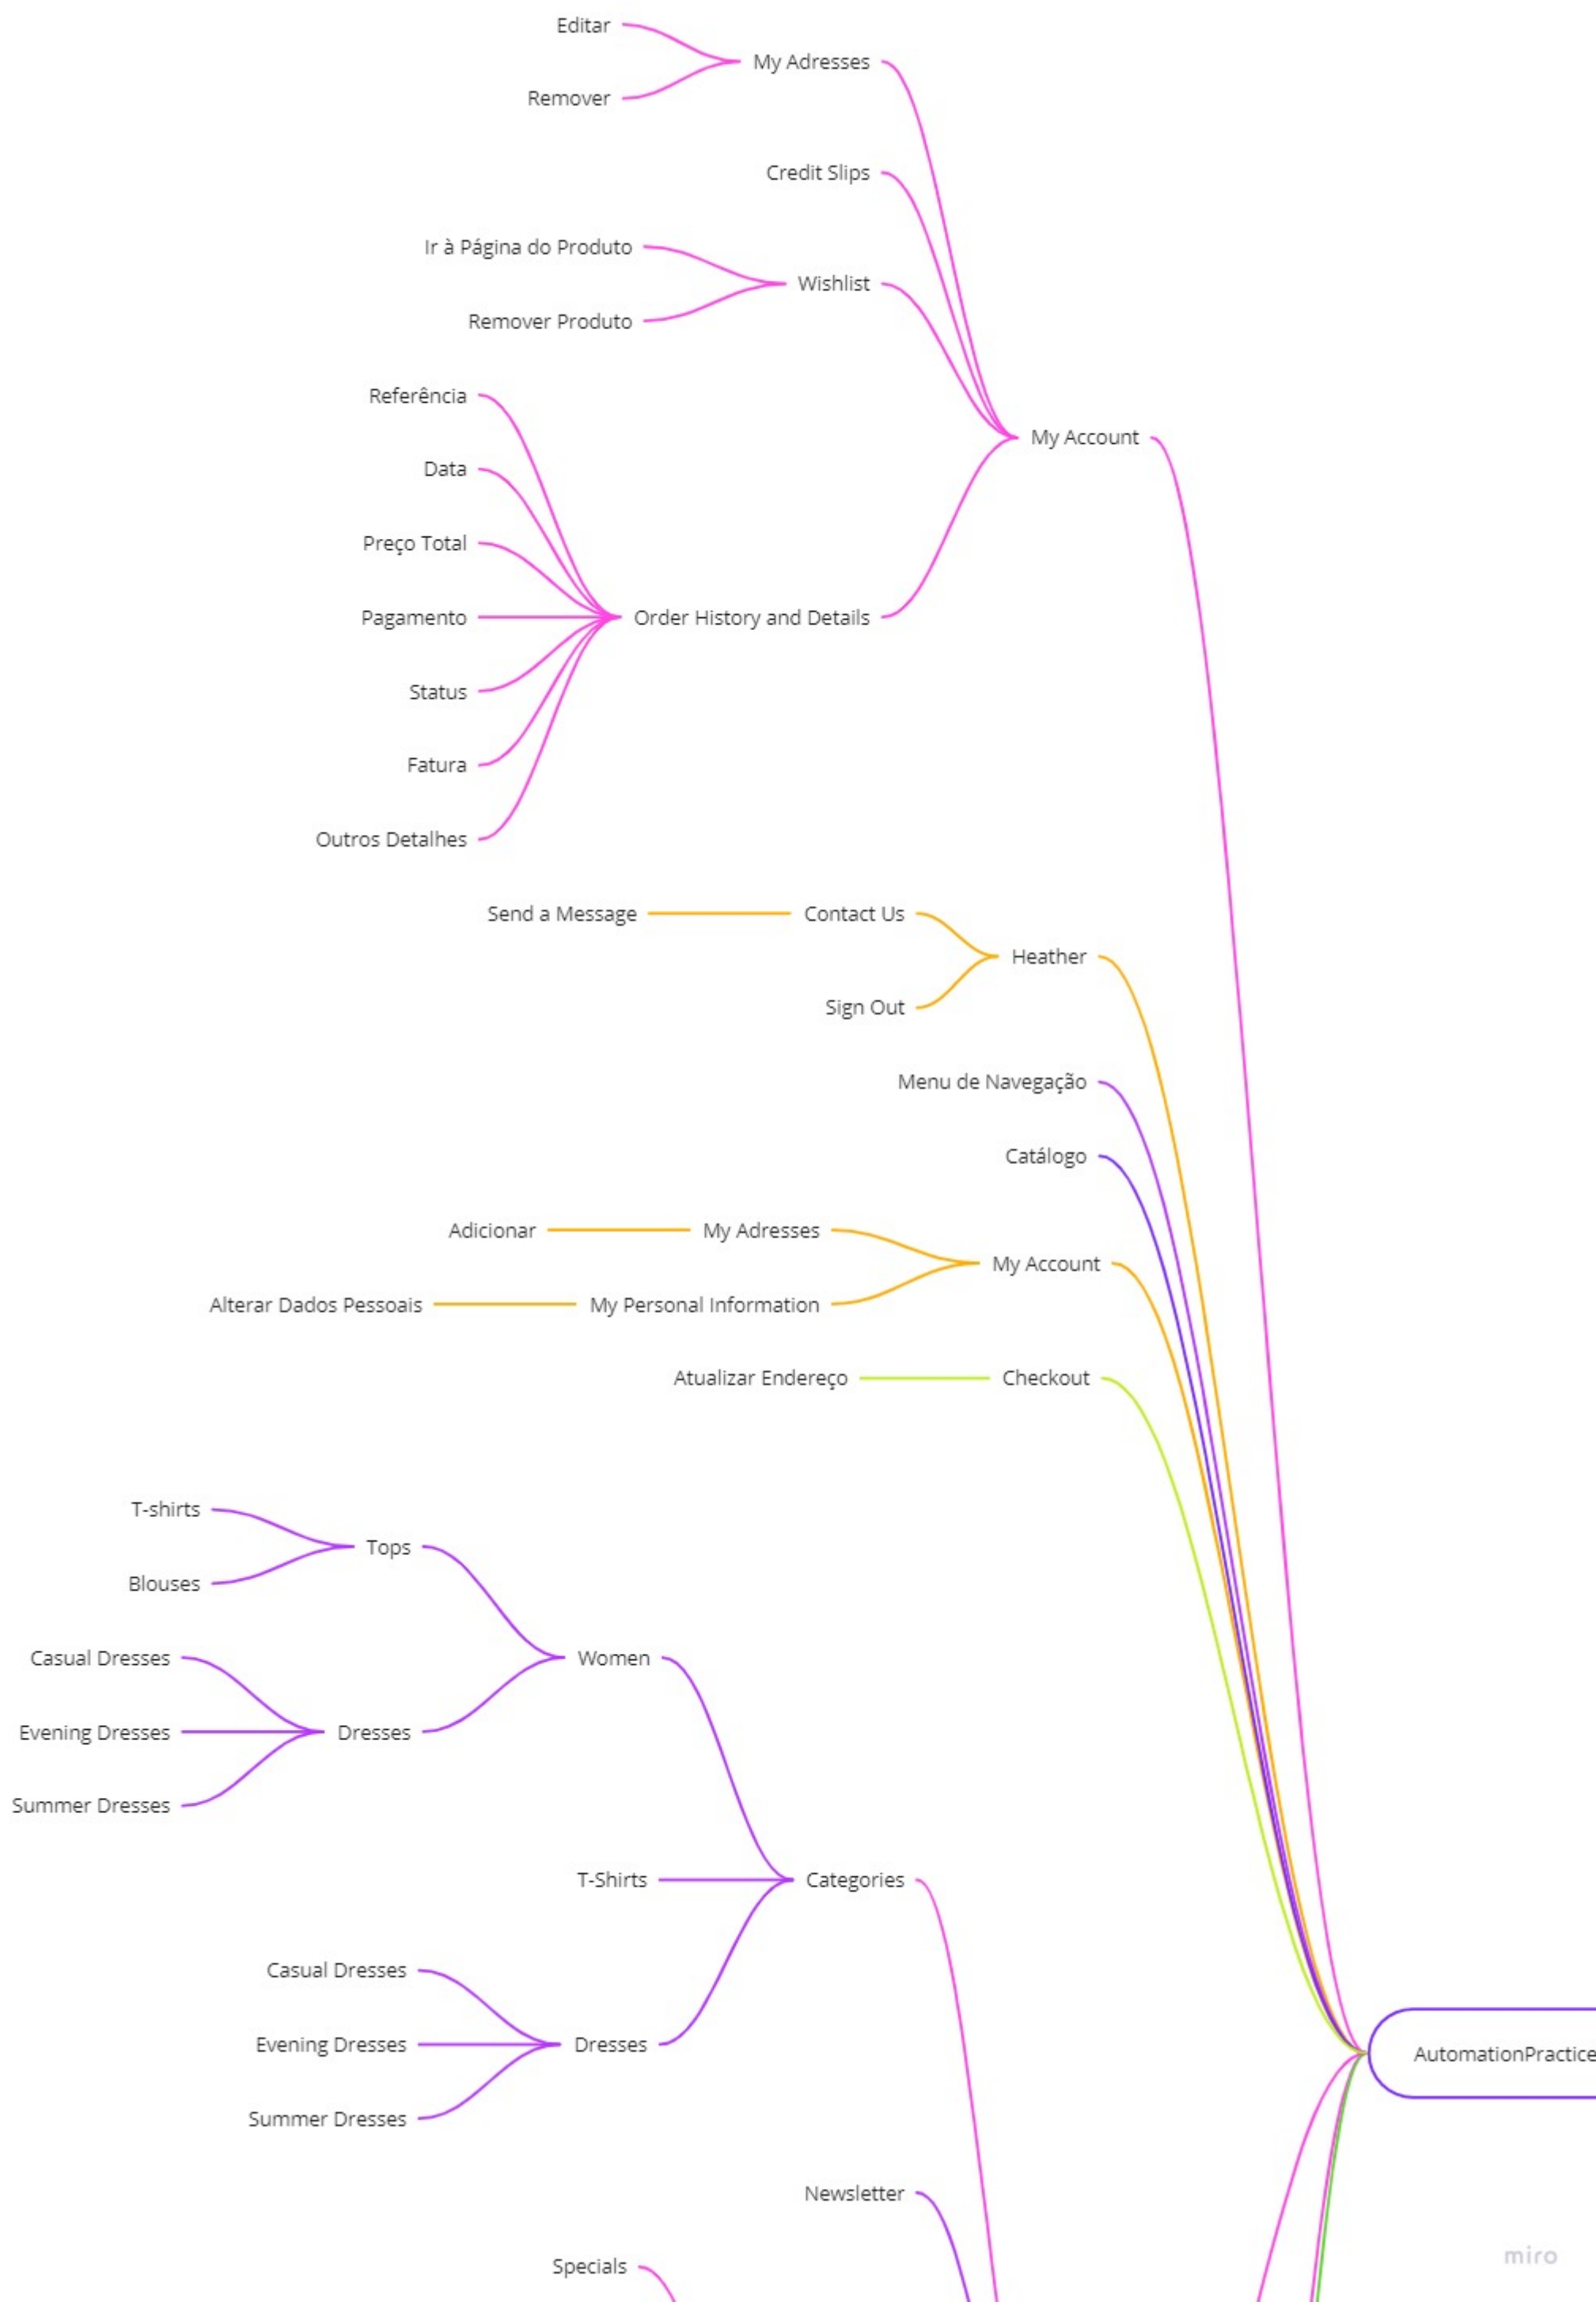 Editar
My Adresses
Remover
Credit Slips
Ir à Página do Produto
Wishlist
Remover Produto
Referência
My Account
Data
Preço Total
Pagamento
Order History and Details
Status
Fatura
Outros Detalhes
Send a Message
Contact Us
Heather
Sign Out
Menu de Navegação
Catálogo
Adicionar
My Adresses
My Account
Alterar Dados Pessoais
My Personal Information
Atualizar Endereço
Checkout
T-shirts
Tops
Blouses
Casual Dresses
Women
Evening Dresses
Dresses
Summer Dresses
T-Shirts
Categories
Casual Dresses
Evening Dresses
Dresses
AutomationPractice
Summer Dresses
Newsletter
miro
Specials